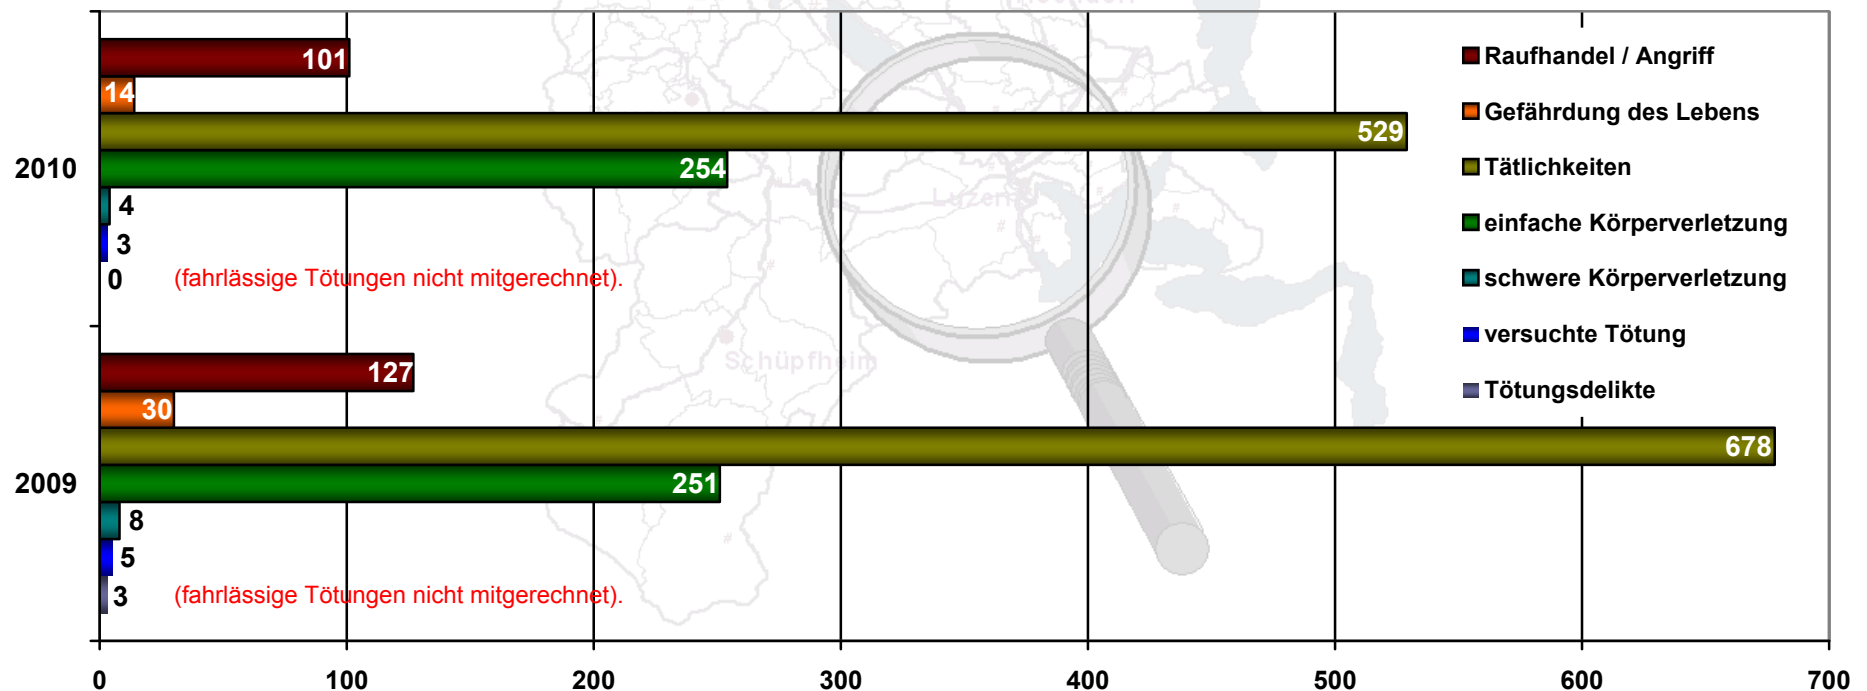 101
Raufhandel / Angriff
14
Gefährdung des Lebens
529
Tätlichkeiten
2010
254
einfache Körperverletzung
4
schwere Körperverletzung
3
versuchte Tötung
0 (fahrlässige Tötungen nicht mitgerechnet).
Tötungsdelikte
Luzern
Schüpfheim
127
30
678
2009
251
8
5
3 (fahrlässige Tötungen nicht mitgerechnet).
0 100 200 300 400 500 600 700